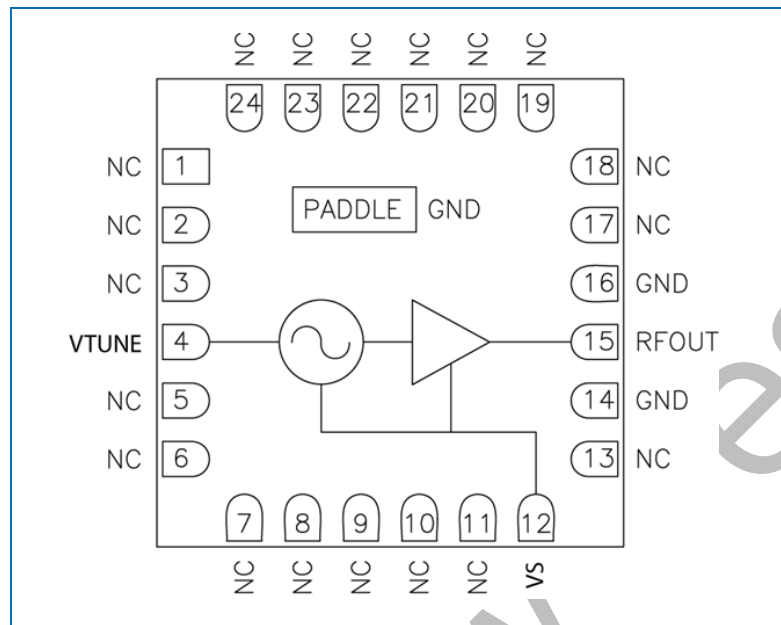 NC NC NC NC NC NC
24 23 22 21 20 19
NC 1
18 NC
PADDLE GND
NC 2
17 NC
NC 3
16 GND
VTUNE 4
15 RFOUT
NC 5
14 GND
NC 6
13 NC
7 8 9 10 11 12
NC NC NC NC NC VS